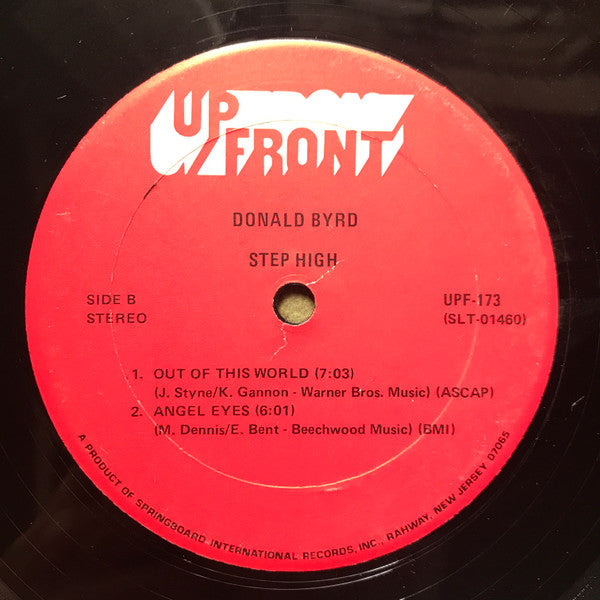 UP
FRONT
DONALD BYRD
STEP HIGH
SIDE B
STEREO
UPF-173
(SLT-01460)
1. OUT OF THIS WORLD (7:03)
(J. Styne/K. Gannon - Warner Bros. Music) (ASCAP)
2. ANGEL EYES (6:01)
(M. Dennis/E. Bent - Beechwood Music) (BMI)
A PRODUCT OF SPRINGBOARD INTERNATIONAL RECORDS, INC., RAHWAY, NEW JERSEY 07065